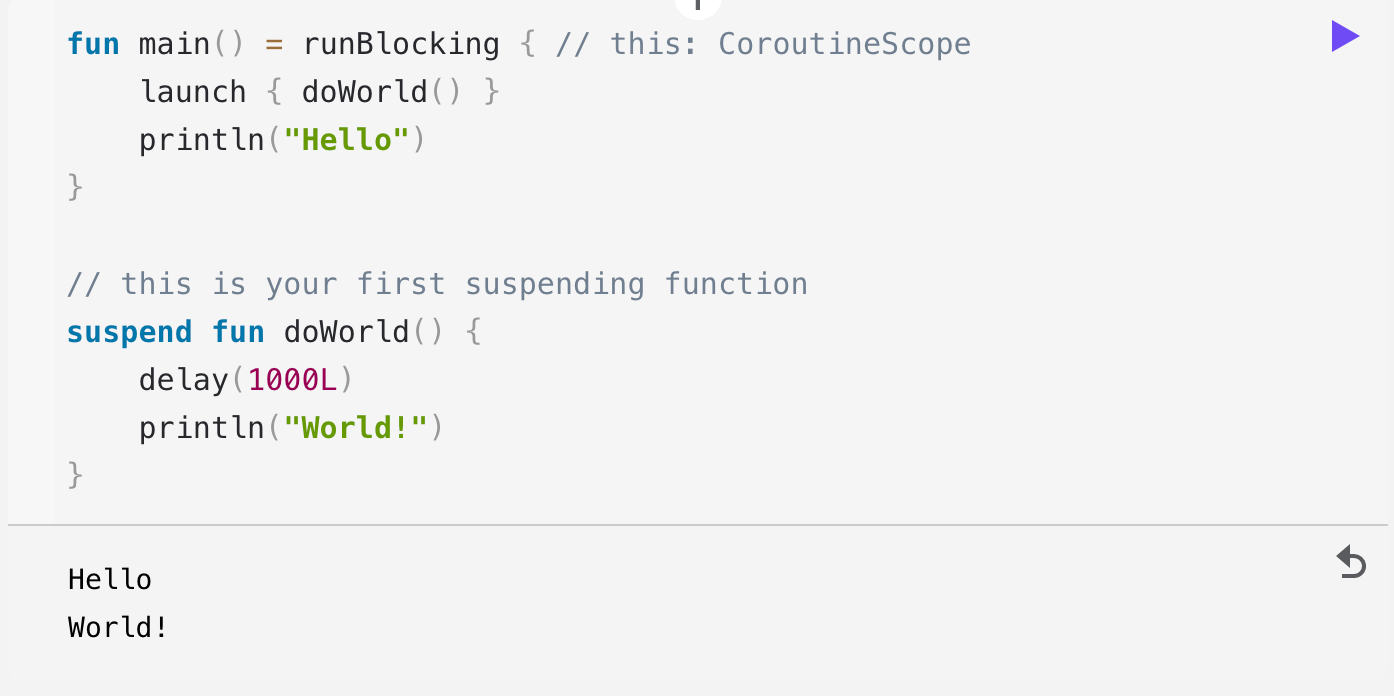 fun main() = runBlocking { // this: CoroutineScope
    launch { doWorld() }
    println("Hello")
}
// this is your first suspending function
suspend fun doWorld() {
    delay(1000L)
    println("World!")
}
Hello
World!